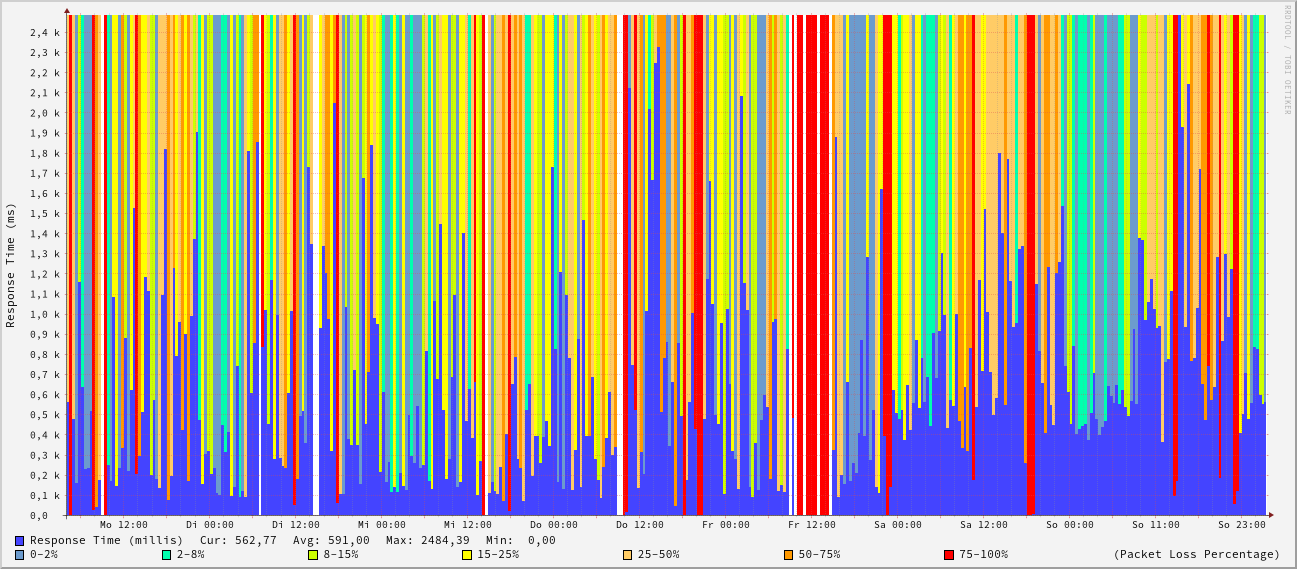 RRDTOOL / TOBI OETIKER
Response Time (ms)
2,4 k
2,3 k
2,2 k
2,1 k
2,0 k
1,9 k
1,8 k
1,7 k
1,6 k
1,5 k
1,4 k
1,3 k
1,2 k
1,1 k
1,0 k
0,9 k
0,8 k
0,7 k
0,6 k
0,5 k
0,4 k
0,3 k
0,2 k
0,1 k
0,0
Mo 12:00 Di 00:00 Di 12:00 Mi 00:00 Mi 12:00 Do 00:00 Do 12:00 Fr 00:00 Fr 12:00 Sa 00:00 Sa 12:00 So 00:00 So 11:00 So 23:00
Response Time (millis) Cur: 562,77 Avg: 591,00 Max: 2484,39 Min: 0,00
0-2% 2-8% 8-15% 15-25% 25-50% 50-75% 75-100% (Packet Loss Percentage)